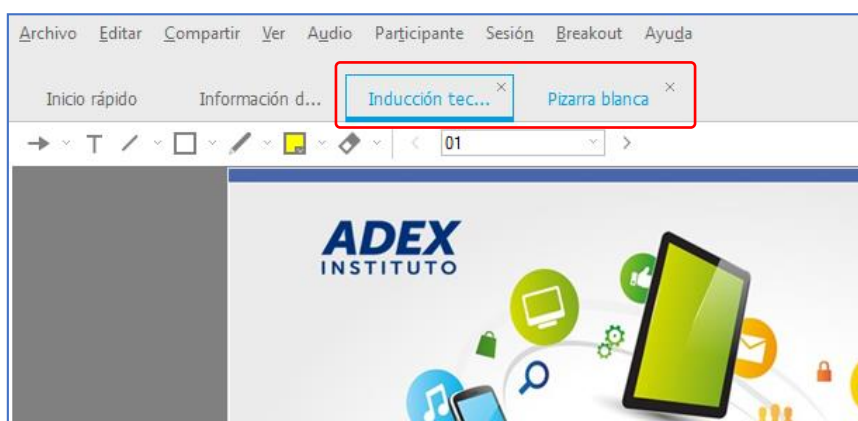 Archivo Editar Compartir Ver Audio Participante Sesión Breakout Ayuda
Inicio rápido Información d... Inducción tec... Pizarra blanca
T 01
ADEX
INSTITUTO